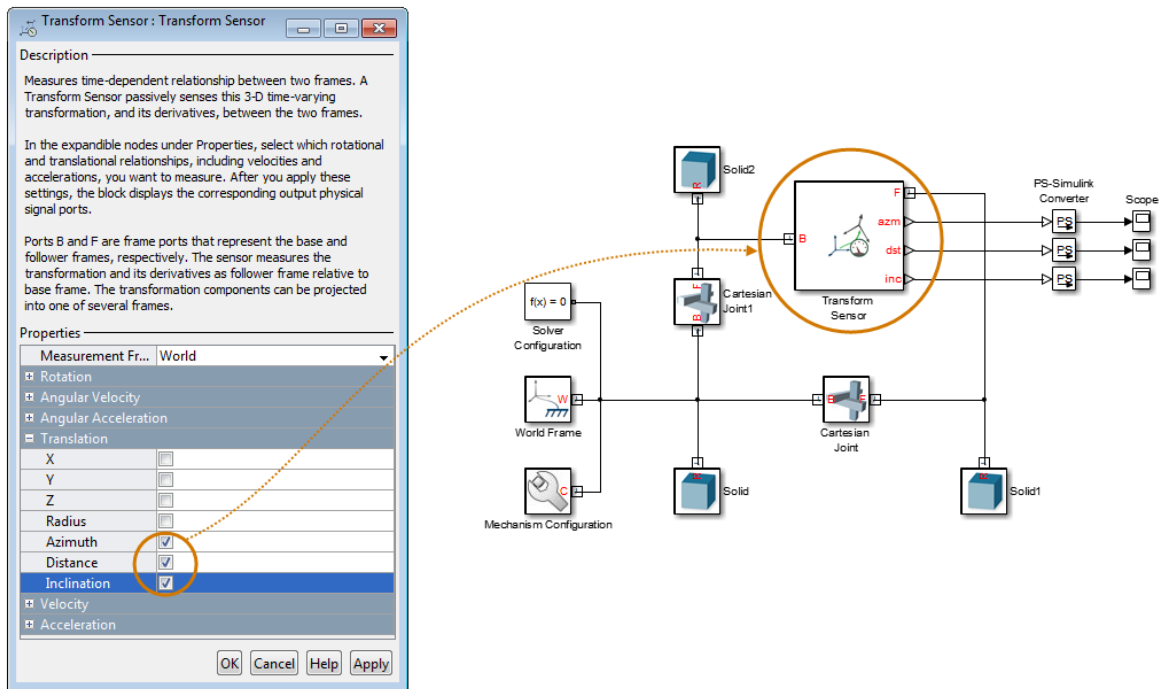 Transform Sensor : Transform Sensor
Description
Measures time-dependent relationship between two frames. A
Transform Sensor passively senses this 3-D time-varying
transformation, and its derivatives, between the two frames.
In the expandible nodes under Properties, select which rotational
and translational relationships, including velocities and
accelerations, you want to measure. After you apply these
settings, the block displays the corresponding output physical
signal ports.
Ports B and F are frame ports that represent the base and
follower frames, respectively. The sensor measures the
transformation and its derivatives as follower frame relative to
base frame. The transformation components can be projected
into one of several frames.
Properties
Measurement Fr... World
Rotation
Angular Velocity
Angular Acceleration
Translation
X
Y
Z
Radius
Azimuth
Distance
Inclination
Velocity
Acceleration
OK Cancel Help Apply
R
Solid2
B
F
azm
dst
inc
Transform
Sensor
PS-Simulink
Converter
Scope
PS
PS
PS
F
B
Cartesian
Joint1
f(x) = 0
Solver
Configuration
W
World Frame
B
F
Cartesian
Joint
C
Mechanism Configuration
R
Solid
R
Solid1